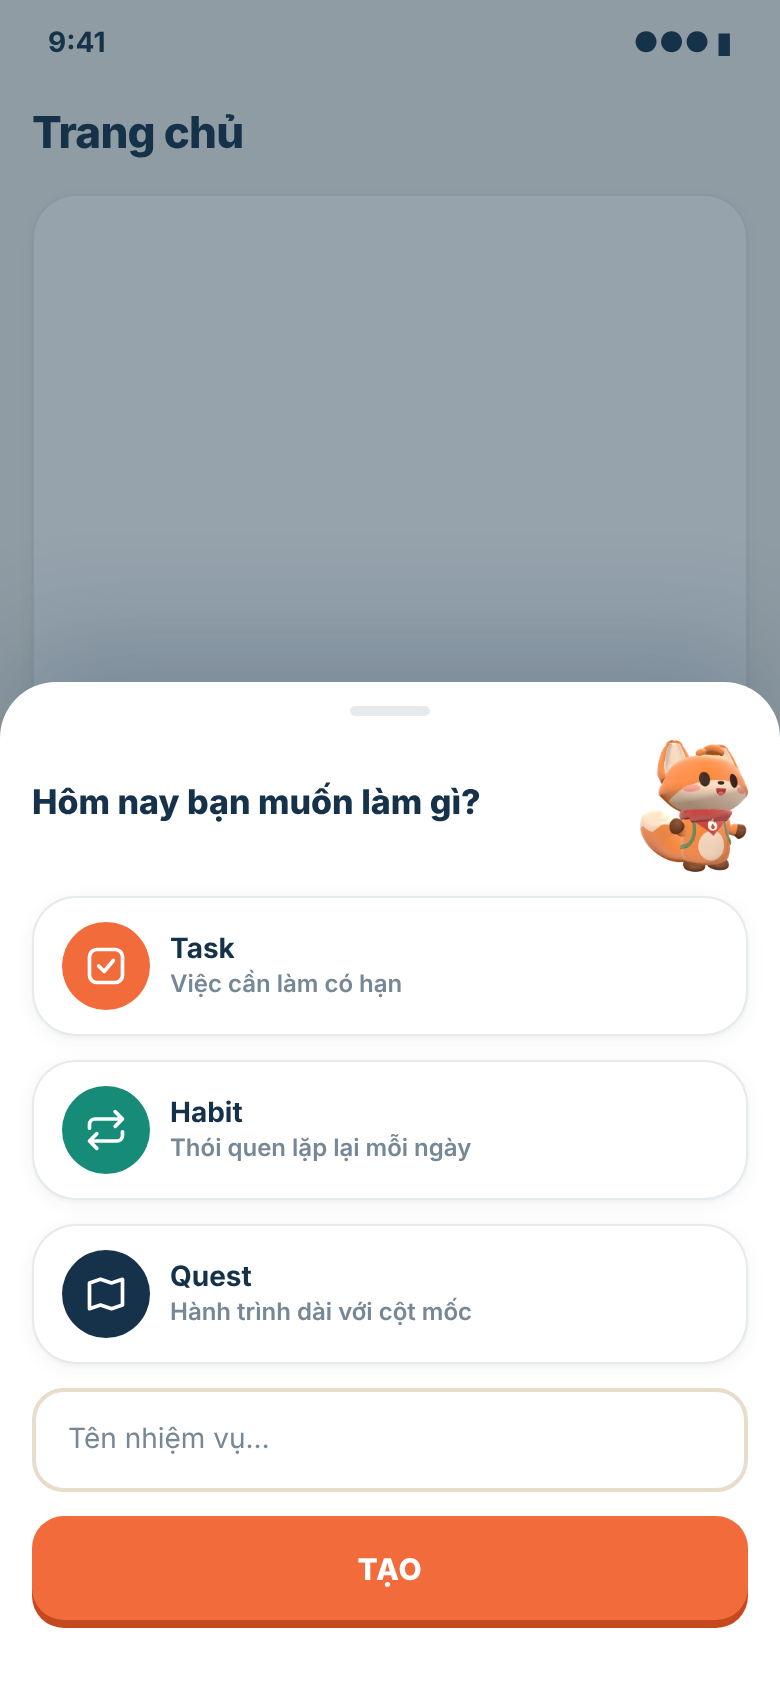 9:41
Trang chủ
Hôm nay bạn muốn làm gì?
Task
Việc cần làm có hạn
Habit
Thói quen lặp lại mỗi ngày
Quest
Hành trình dài với cột mốc
Tên nhiệm vụ...
TẠO